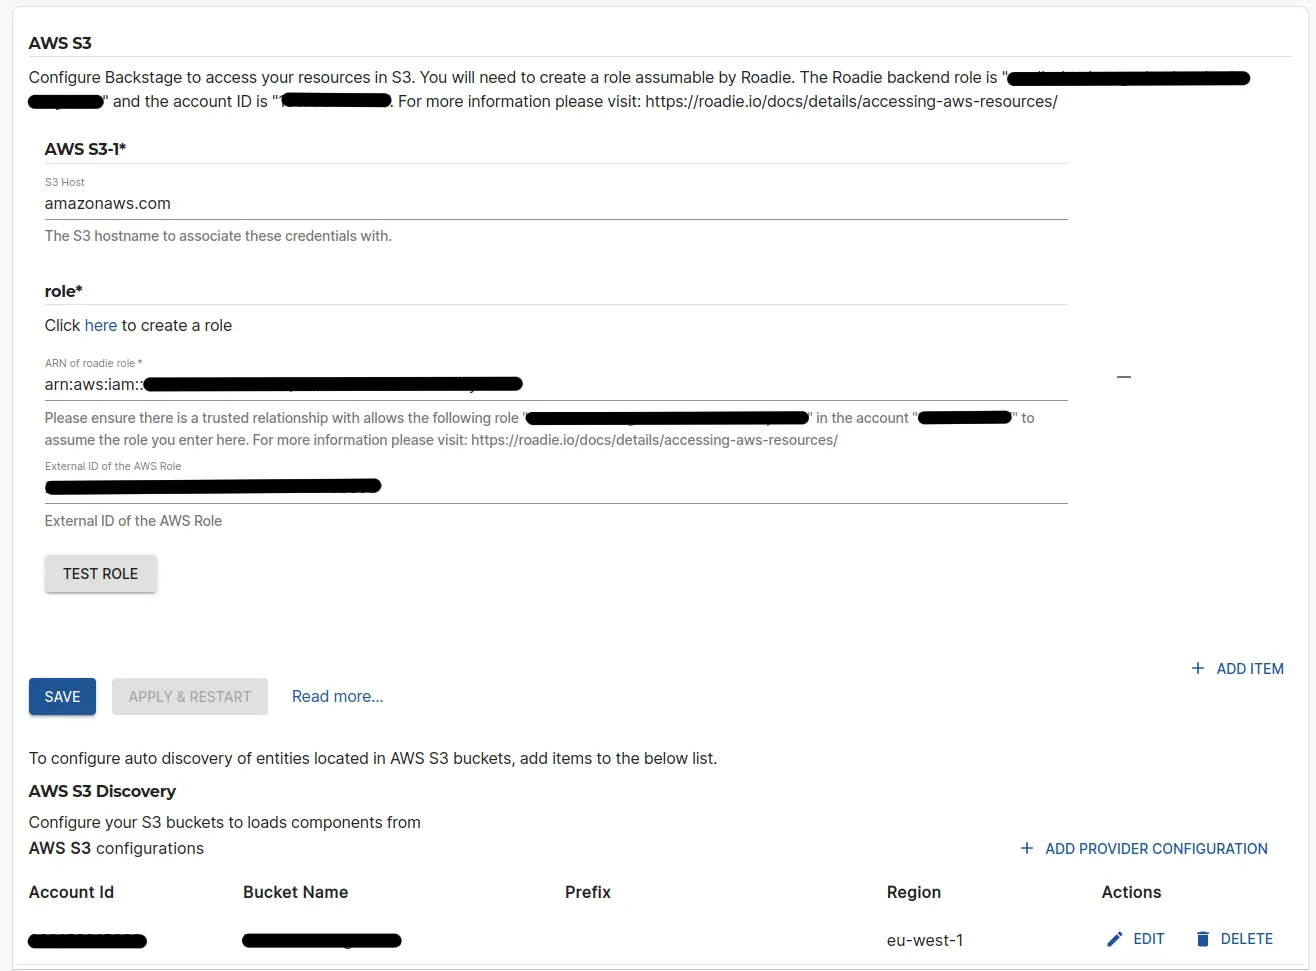 AWS S3
Configure Backstage to access your resources in S3. You will need to create a role assumable by Roadie. The Roadie backend role is "
" and the account ID is " . For more information please visit: https://roadie.io/docs/details/accessing-aws-resources/
AWS S3-1*
S3 Host
amazonaws.com
The S3 hostname to associate these credentials with.
role*
Click here to create a role
ARN of roadie role *
arn:aws:iam::
Please ensure there is a trusted relationship with allows the following role " " in the account " " to
assume the role you enter here. For more information please visit: https://roadie.io/docs/details/accessing-aws-resources/
External ID of the AWS Role
External ID of the AWS Role
TEST ROLE
+ ADD ITEM
SAVE APPLY & RESTART Read more...
To configure auto discovery of entities located in AWS S3 buckets, add items to the below list.
AWS S3 Discovery
Configure your S3 buckets to loads components from
AWS S3 configurations + ADD PROVIDER CONFIGURATION
Account Id Bucket Name Prefix Region Actions
eu-west-1 EDIT DELETE